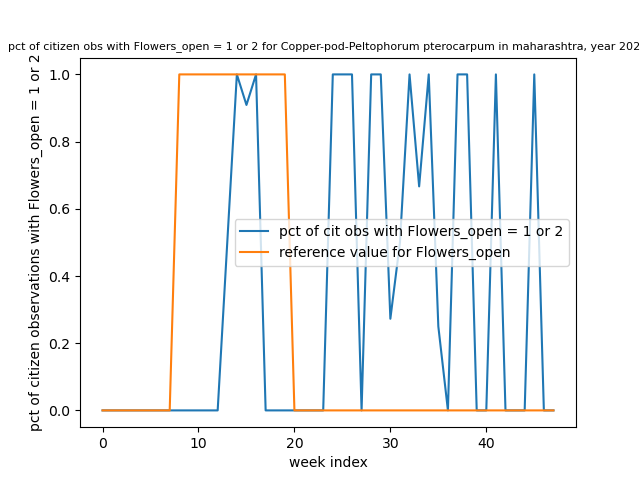 pct of citizen obs with Flowers_open = 1 or 2 for Copper-pod-Peltophorum pterocarpum in maharashtra, year 202
pct of citizen observations with Flowers_open = 1 or 2
1.0
0.8
0.6
0.4
0.2
0.0
pct of cit obs with Flowers_open = 1 or 2
reference value for Flowers_open
0 10 20 30 40
week index